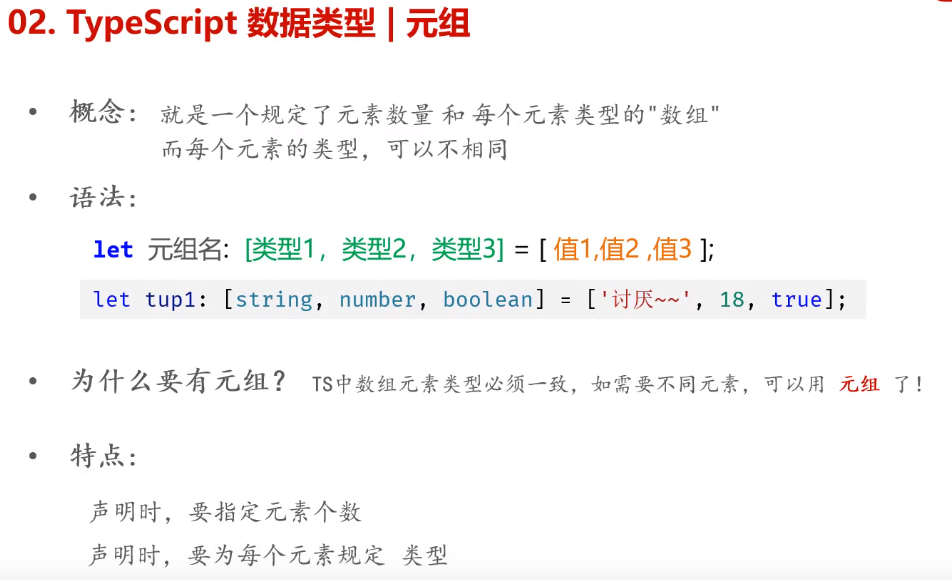 02. TypeScript 数据类型 | 元组
• 概念： 就是一个规定了元素数量 和 每个元素类型的"数组"
而每个元素的类型，可以不相同
• 语法：
let 元组名: [类型1，类型2，类型3] = [ 值1,值2 ,值3 ];
let tup1: [string, number, boolean] = ['讨厌~~', 18, true];
• 为什么要有元组？ TS中数组元素类型必须一致，如需要不同元素，可以用 元组 了！
• 特点：
声明时，要指定元素个数
声明时，要为每个元素规定 类型